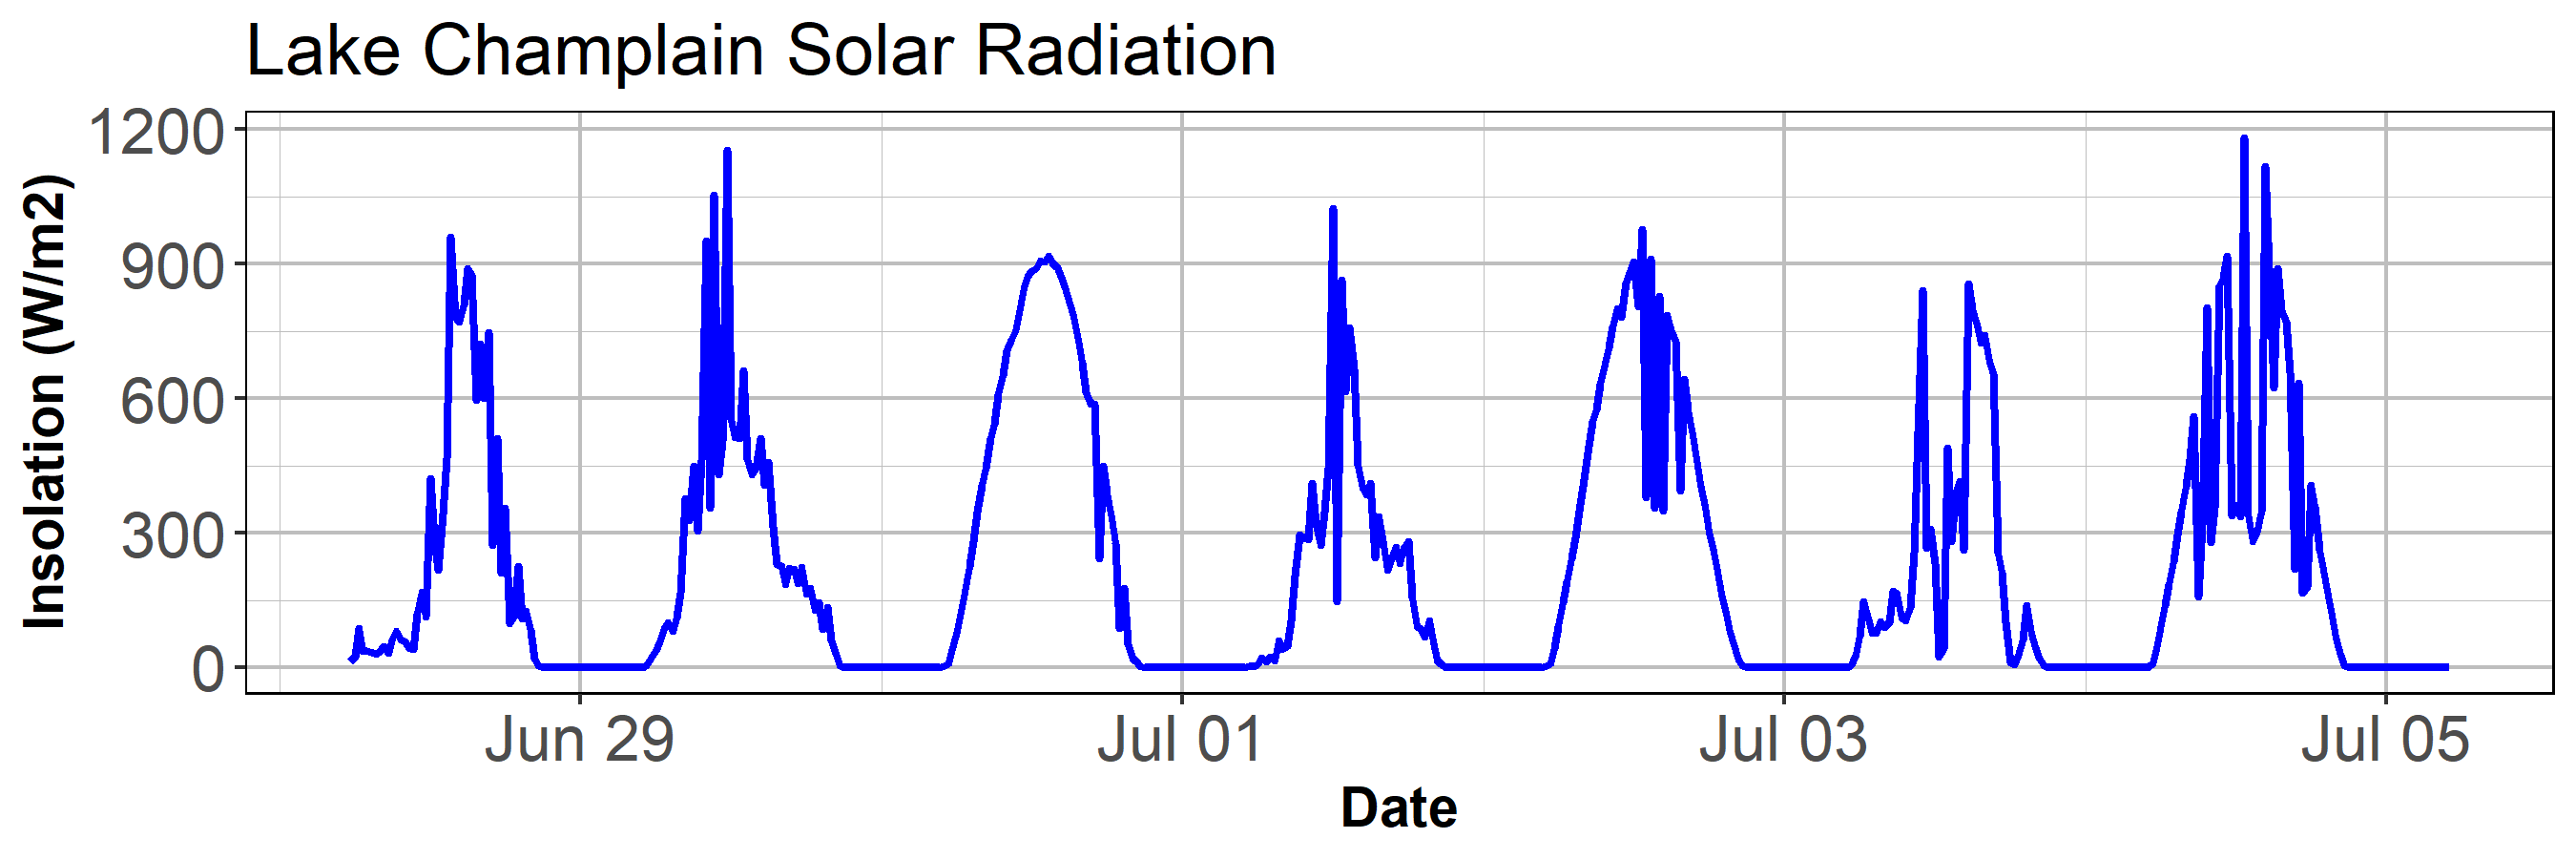 Lake Champlain Solar Radiation
Insolation (W/m2)
1200
900
600
300
0
Jun 29 Jul 01 Jul 03 Jul 05
Date